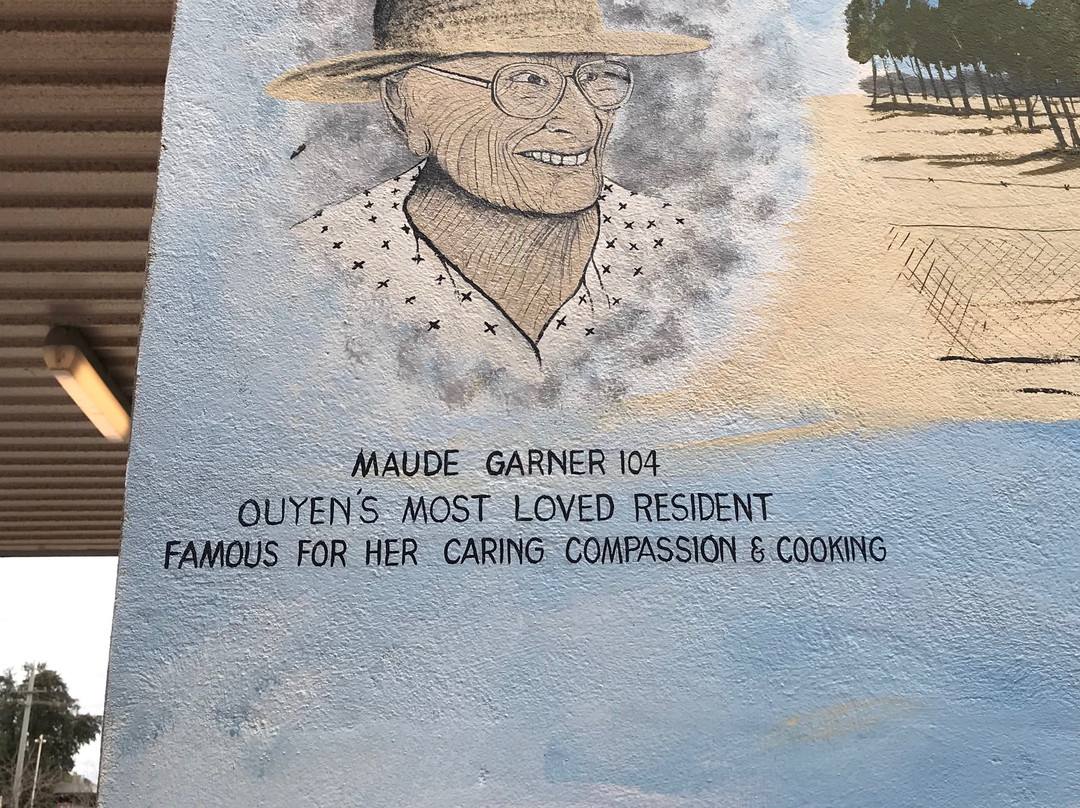 MAUDE GARNER 104
OUYEN'S MOST LOVED RESIDENT
FAMOUS FOR HER CARING COMPASSION & COOKING